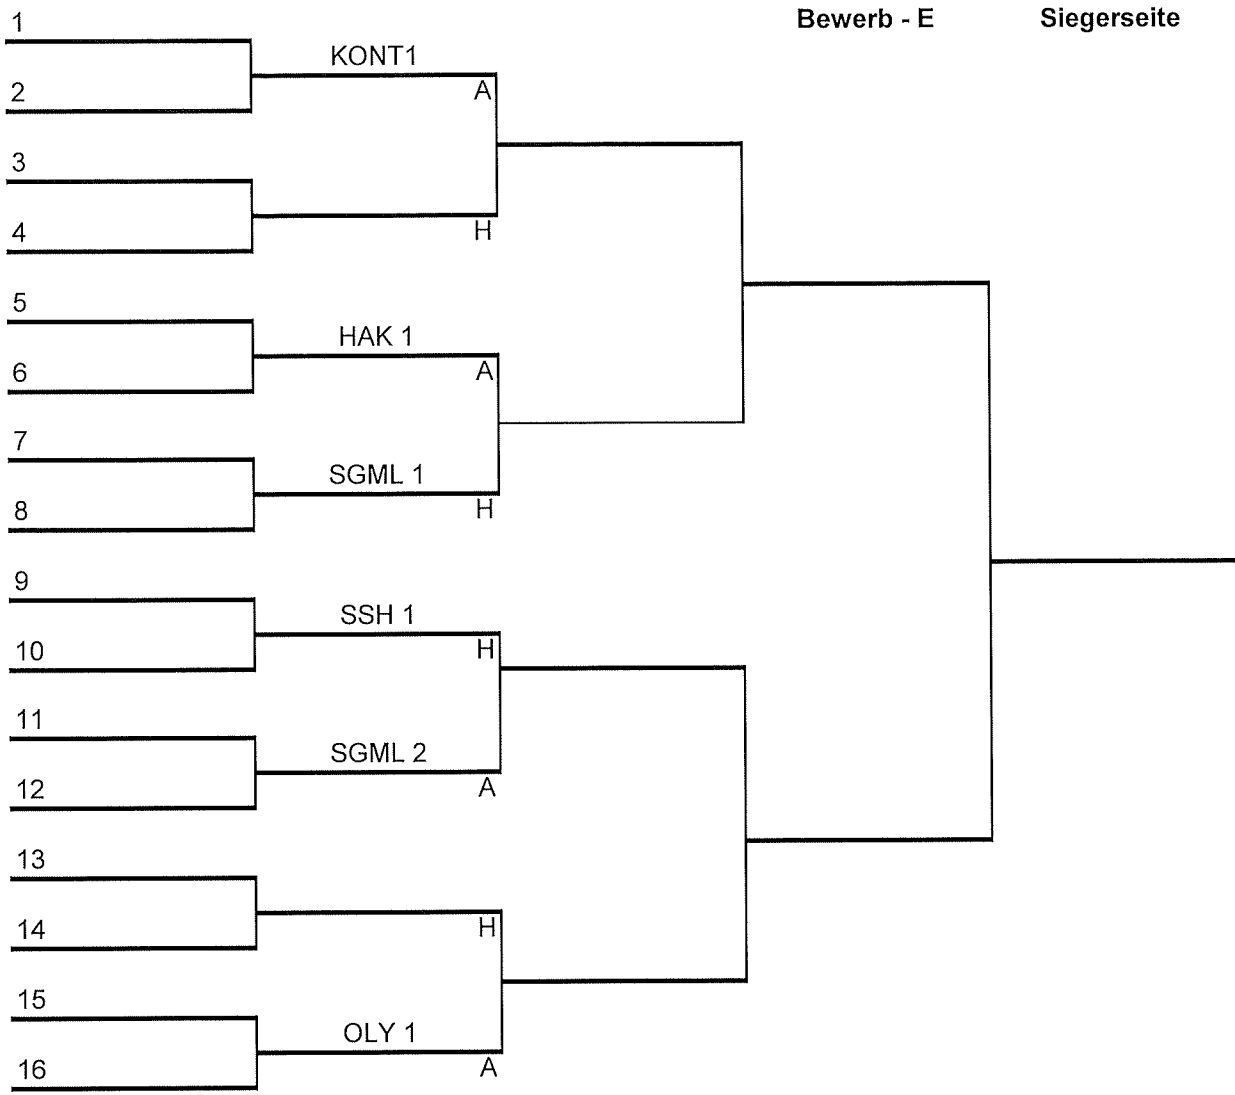 Bewerb - E Siegerseite
1
KONT1
A
2
3
4
H
5
HAK 1
6
A
7
SGML 1
8
H
9
SSH 1
10
H
11
SGML 2
12
A
13
14
H
15
OLY 1
16
A